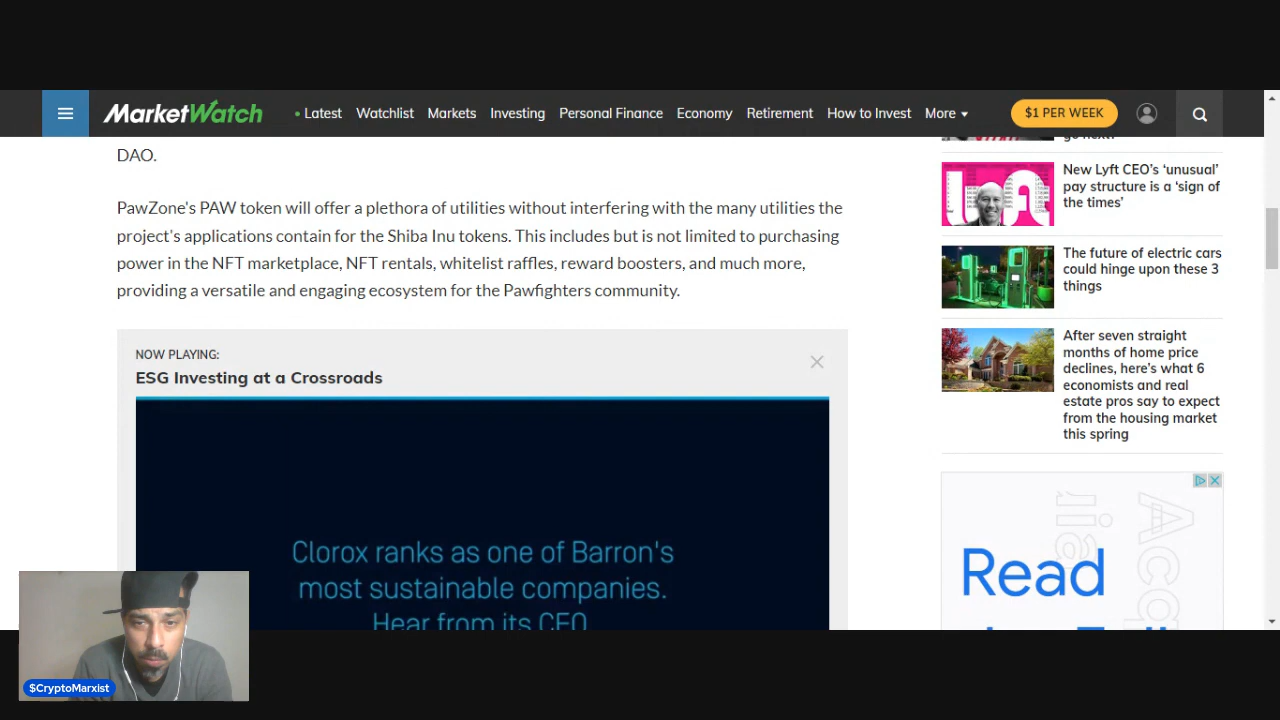 MarketWatch
Latest Watchlist Markets Investing Personal Finance Economy Retirement How to Invest More
$1 PER WEEK
DAO.
PawZone's PAW token will offer a plethora of utilities without interfering with the many utilities the
project's applications contain for the Shiba Inu tokens. This includes but is not limited to purchasing
power in the NFT marketplace, NFT rentals, whitelist raffles, reward boosters, and much more,
providing a versatile and engaging ecosystem for the Pawfighters community.
NOW PLAYING:
ESG Investing at a Crossroads
Clorox ranks as one of Barron's
most sustainable companies.
Hear from its CEO
New Lyft CEO's ‘unusual’
pay structure is a ‘sign of
the times’
The future of electric cars
could hinge upon these 3
things
After seven straight
months of home price
declines, here's what 6
economists and real
estate pros say to expect
from the housing market
this spring
Read
$CryptoMarxist